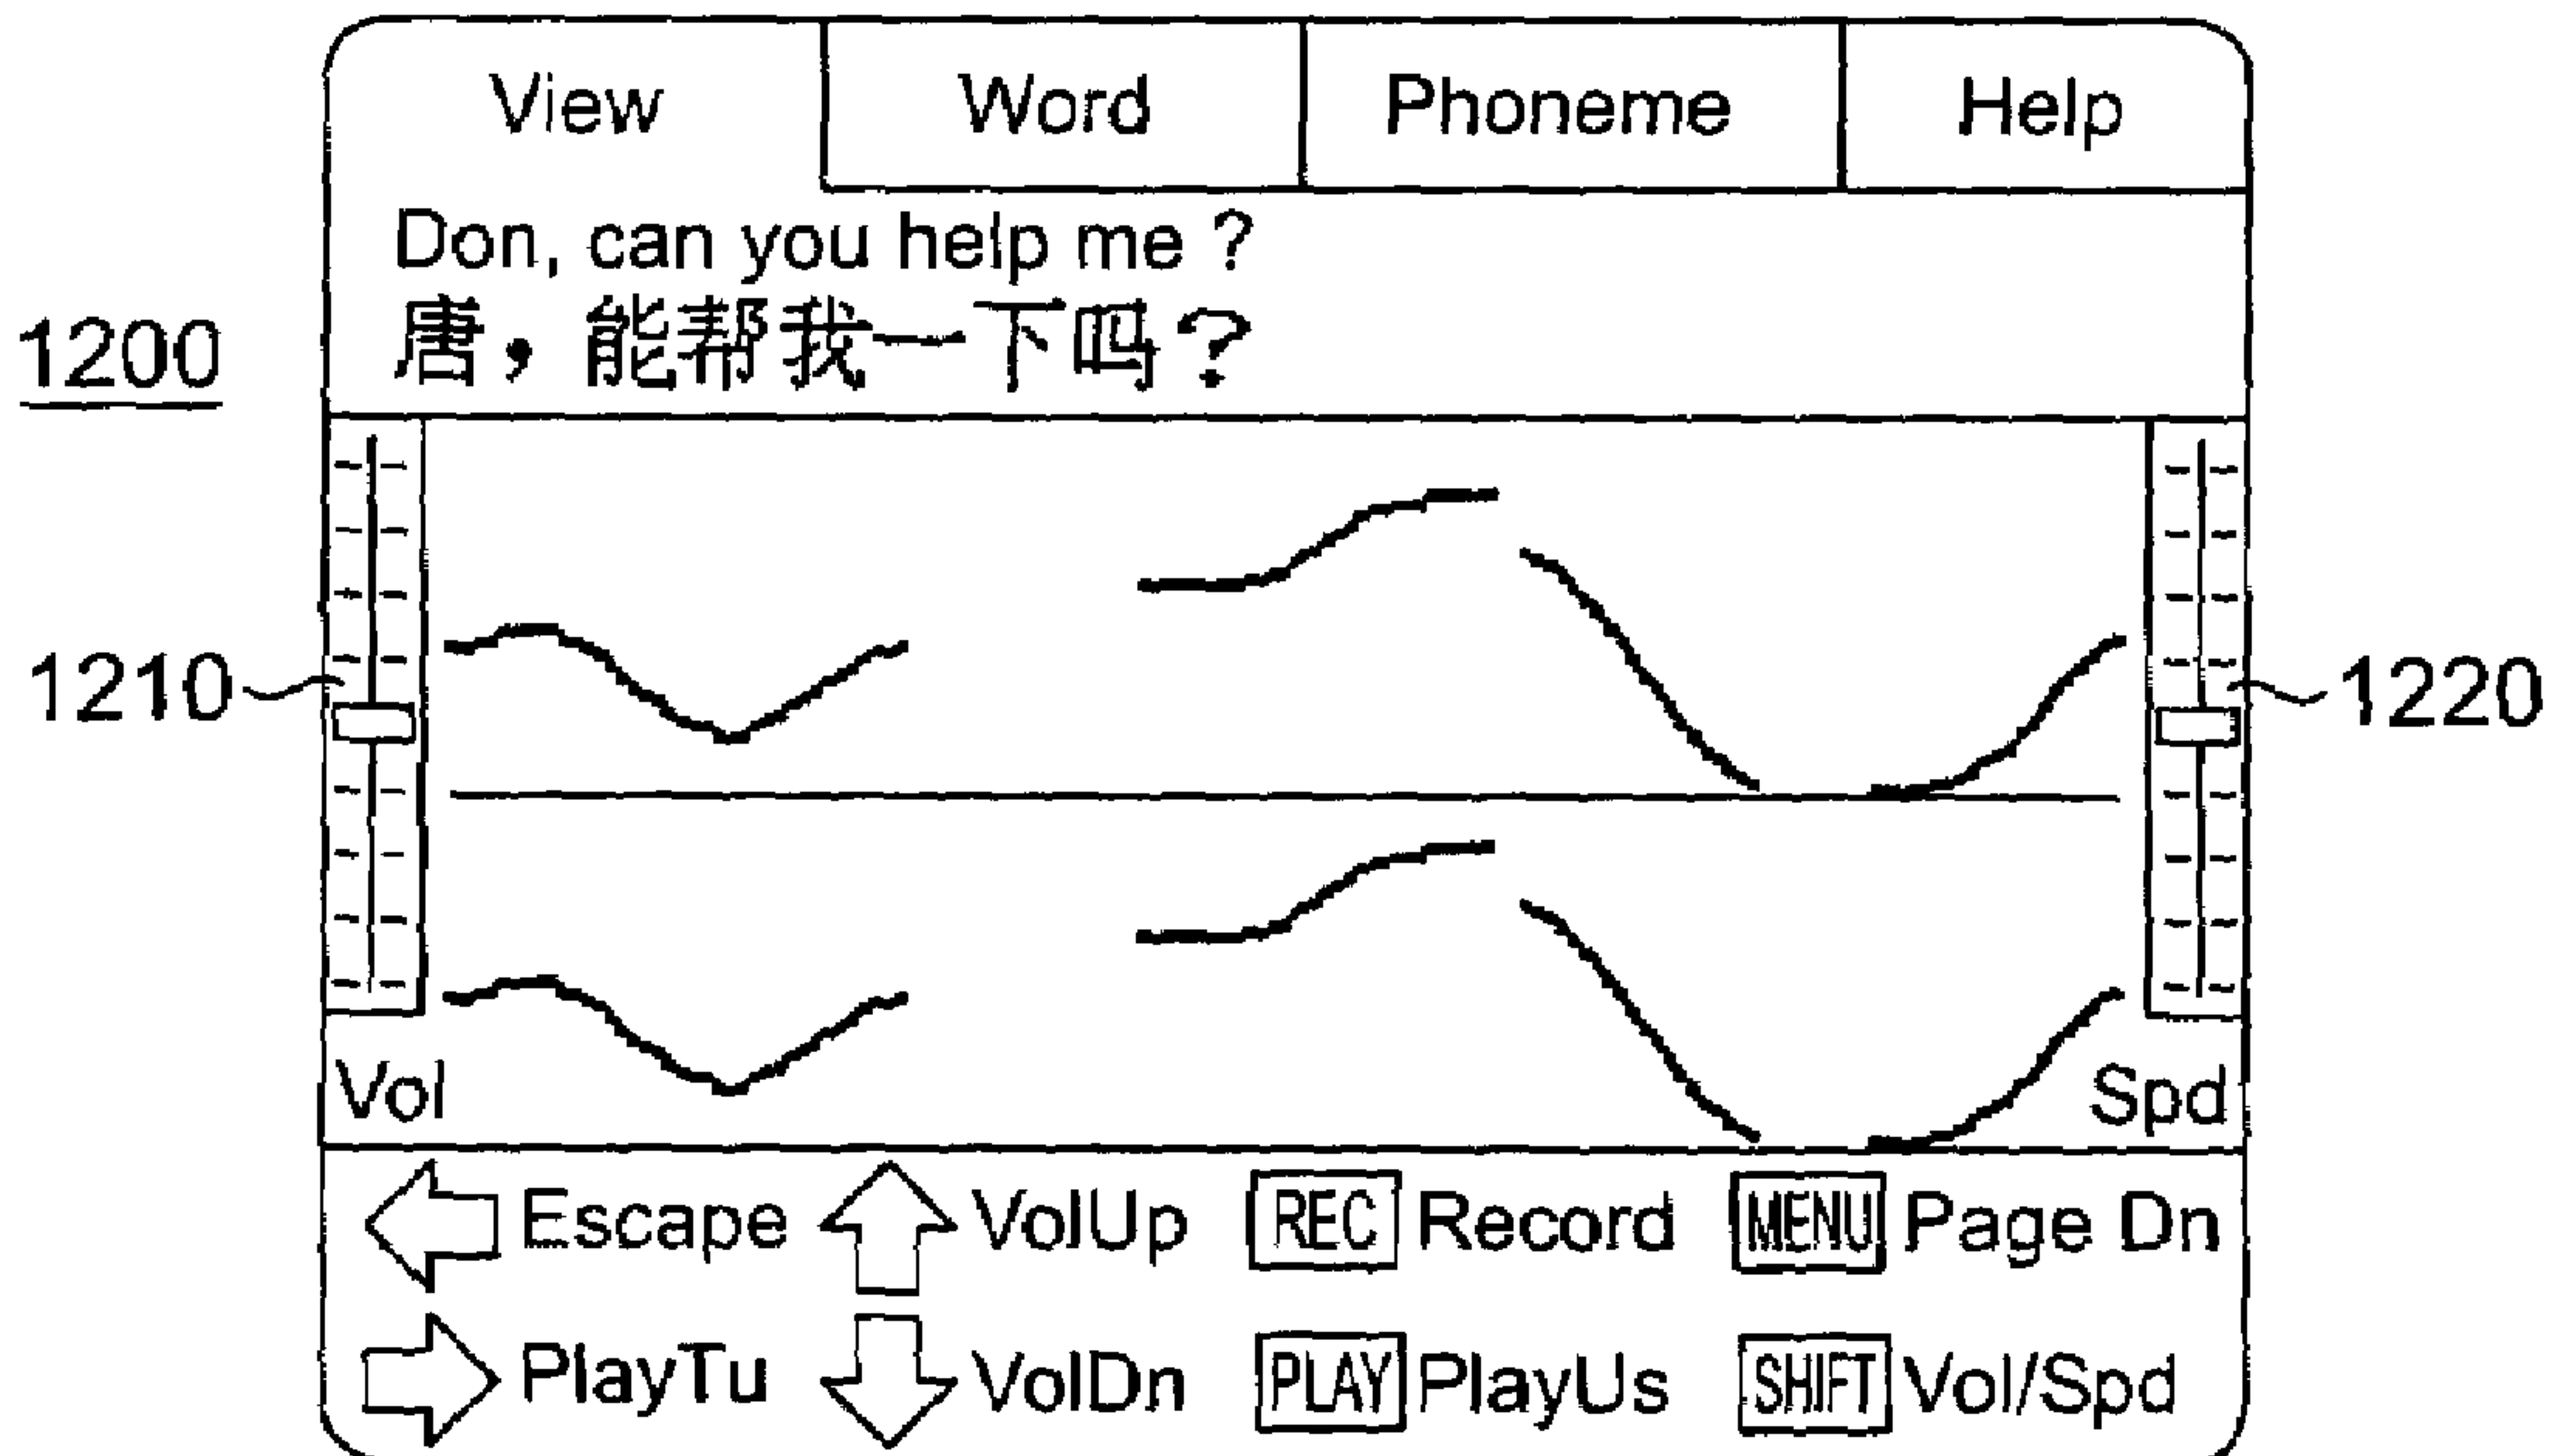 View Word Phoneme Help
Don, can you help me ?
唐，能帮我一下吗？
1200
1210
1220
Vol
Spd
Escape VolUp REC Record MENU Page Dn
PlayTu VolDn PLAY PlayUs SHIFT Vol/Spd